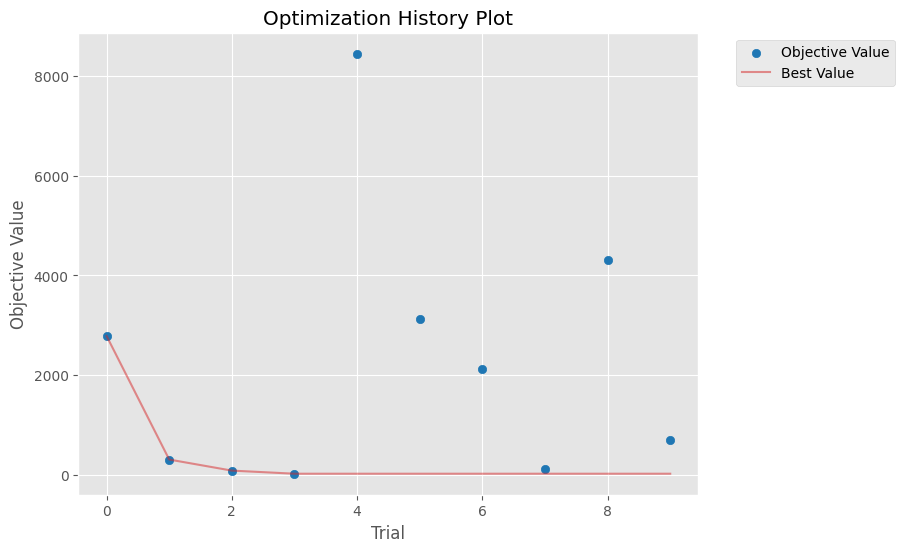 Optimization History Plot
Objective Value
Best Value
Objective Value
8000
6000
4000
2000
0
0 2 4 6 8
Trial